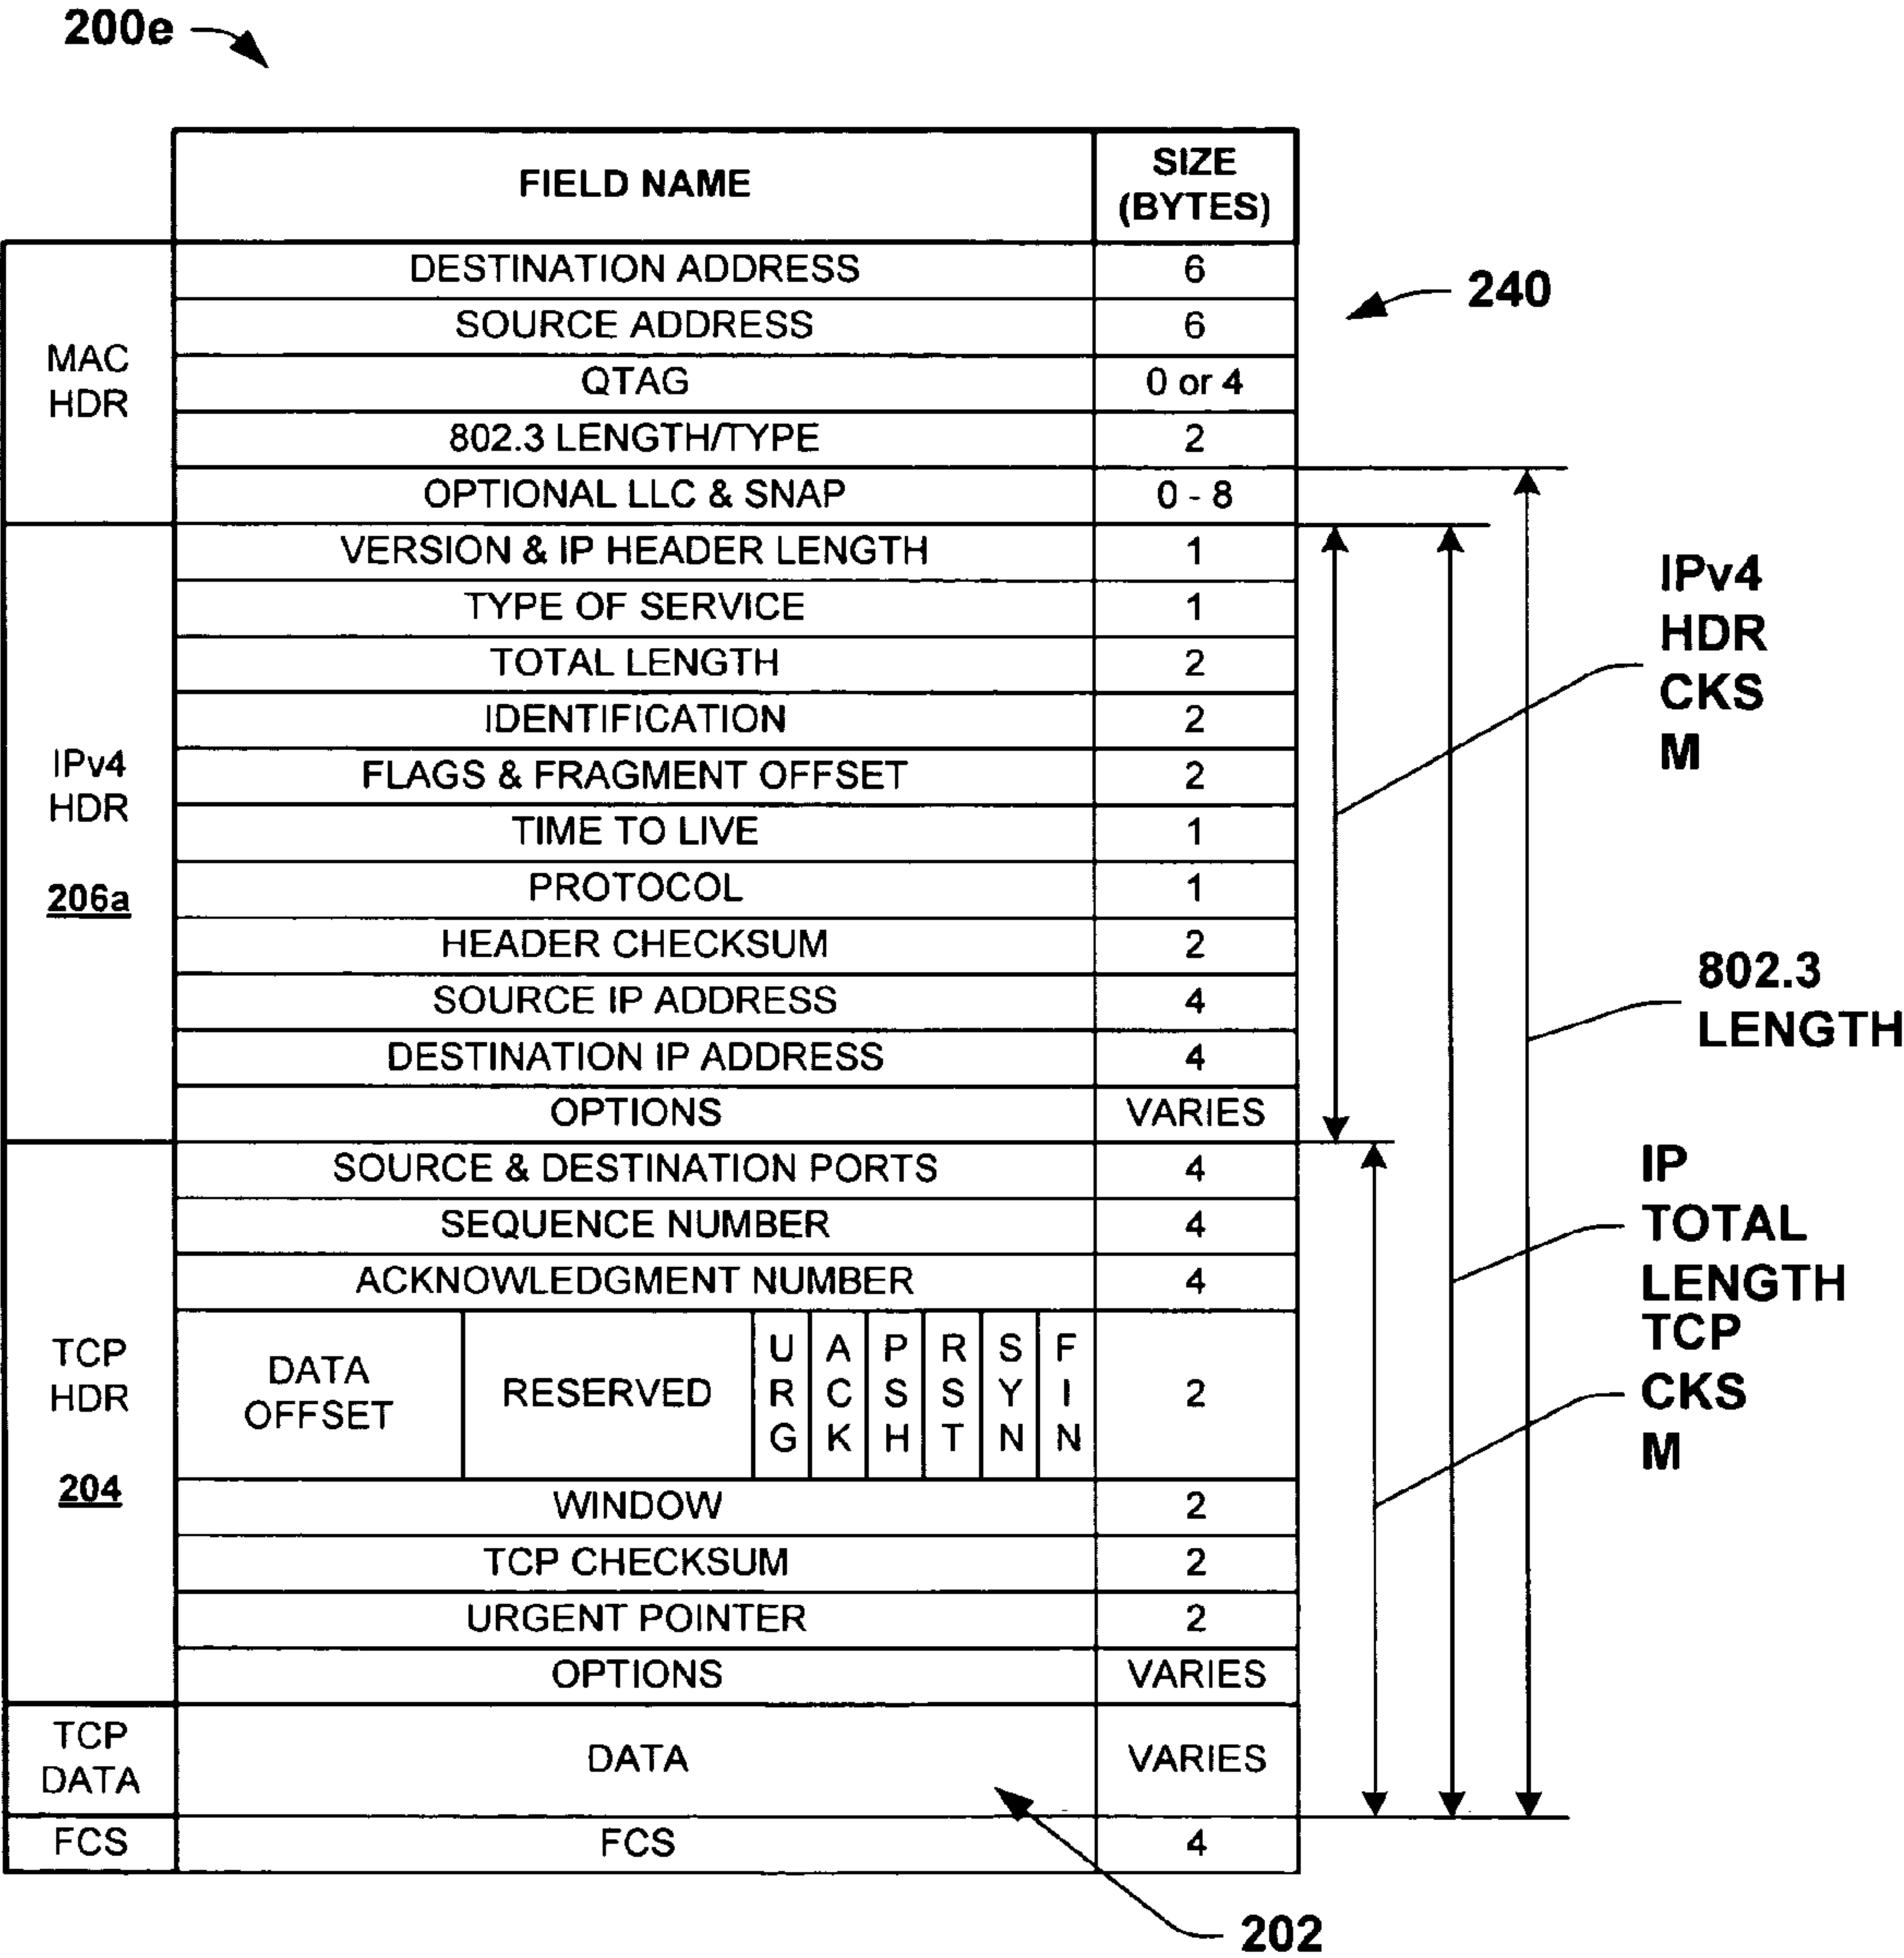 200e
FIELD NAME
SIZE
(BYTES)
MAC
HDR
DESTINATION ADDRESS 6
SOURCE ADDRESS 6
QTAG 0 or 4
802.3 LENGTH/TYPE 2
OPTIONAL LLC & SNAP 0 - 8
240
IPv4
HDR
206a
VERSION & IP HEADER LENGTH 1
TYPE OF SERVICE 1
TOTAL LENGTH 2
IDENTIFICATION 2
FLAGS & FRAGMENT OFFSET 2
TIME TO LIVE 1
PROTOCOL 1
HEADER CHECKSUM 2
SOURCE IP ADDRESS 4
DESTINATION IP ADDRESS 4
OPTIONS VARIES
IPv4
HDR
CKS
M
802.3
LENGTH
TCP
HDR
204
SOURCE & DESTINATION PORTS 4
SEQUENCE NUMBER 4
ACKNOWLEDGMENT NUMBER 4
DATA
OFFSET
RESERVED
URG
ACK
PSH
RST
SYN
FIN
2
WINDOW 2
TCP CHECKSUM 2
URGENT POINTER 2
OPTIONS VARIES
IP
TOTAL
LENGTH
TCP
CKS
M
TCP
DATA
DATA VARIES
FCS FCS 4
202